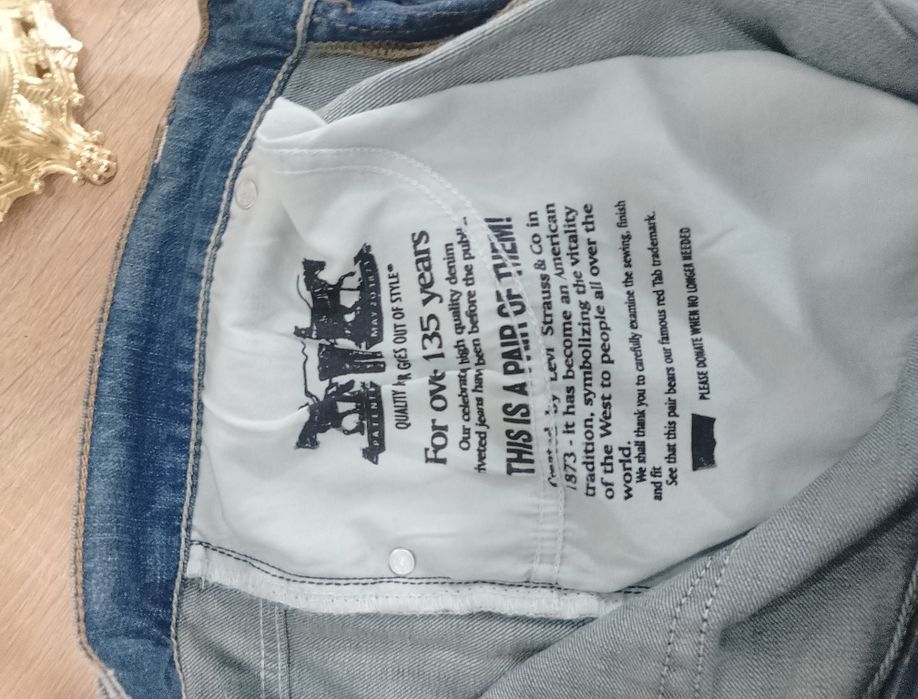 PATENTED MAY 20 1873
QUALITY NEVER GOES OUT OF STYLE®
For over 135 years
Our celebrated high quality denim
riveted jeans have been before the public
THIS IS A PAIR OF THEM!
Created by Levi Strauss & Co in
1873 - it has become an American
tradition, symbolizing the vitality
of the West to people all over the
world.
We shall thank you to carefully examine the sewing, finish
and fit
See that this pair bears our famous red Tab trademark.
PLEASE DONATE WHEN NO LONGER NEEDED